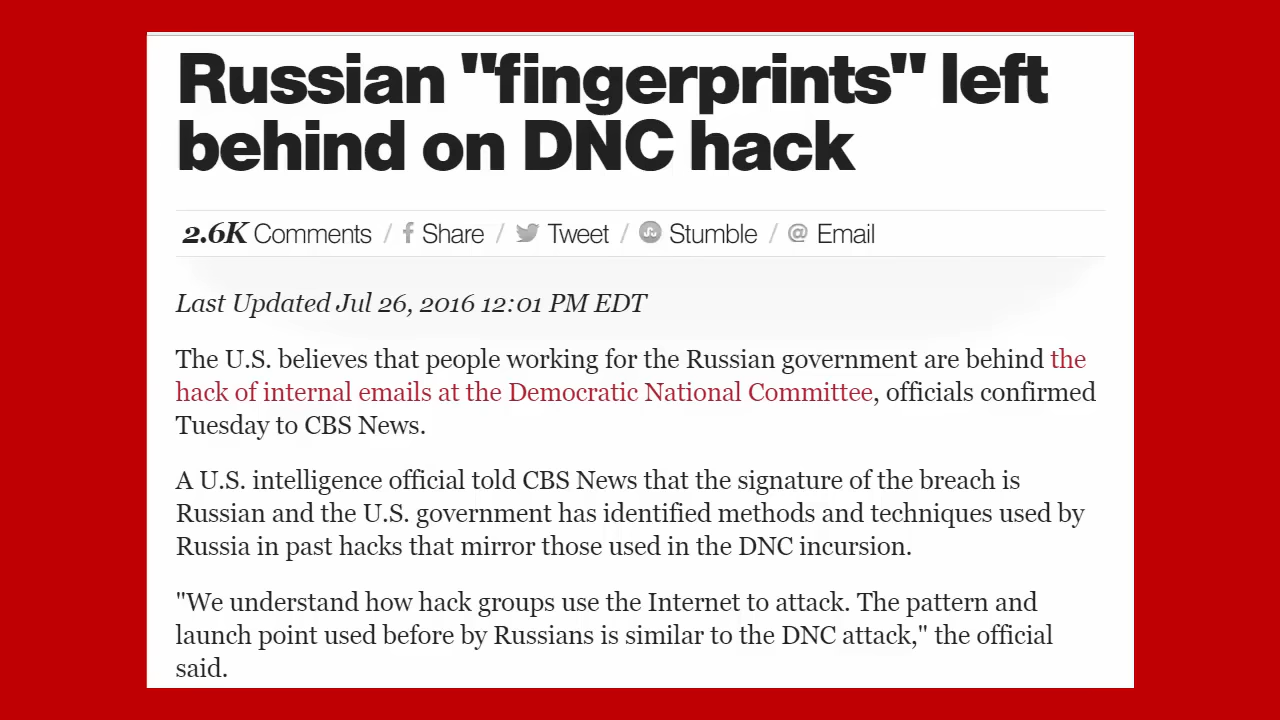 Russian "fingerprints" left
behind on DNC hack
2.6K Comments / Share / Tweet / Stumble / Email
Last Updated Jul 26, 2016 12:01 PM EDT
The U.S. believes that people working for the Russian government are behind the
hack of internal emails at the Democratic National Committee, officials confirmed
Tuesday to CBS News.
A U.S. intelligence official told CBS News that the signature of the breach is
Russian and the U.S. government has identified methods and techniques used by
Russia in past hacks that mirror those used in the DNC incursion.
"We understand how hack groups use the Internet to attack. The pattern and
launch point used before by Russians is similar to the DNC attack," the official
said.